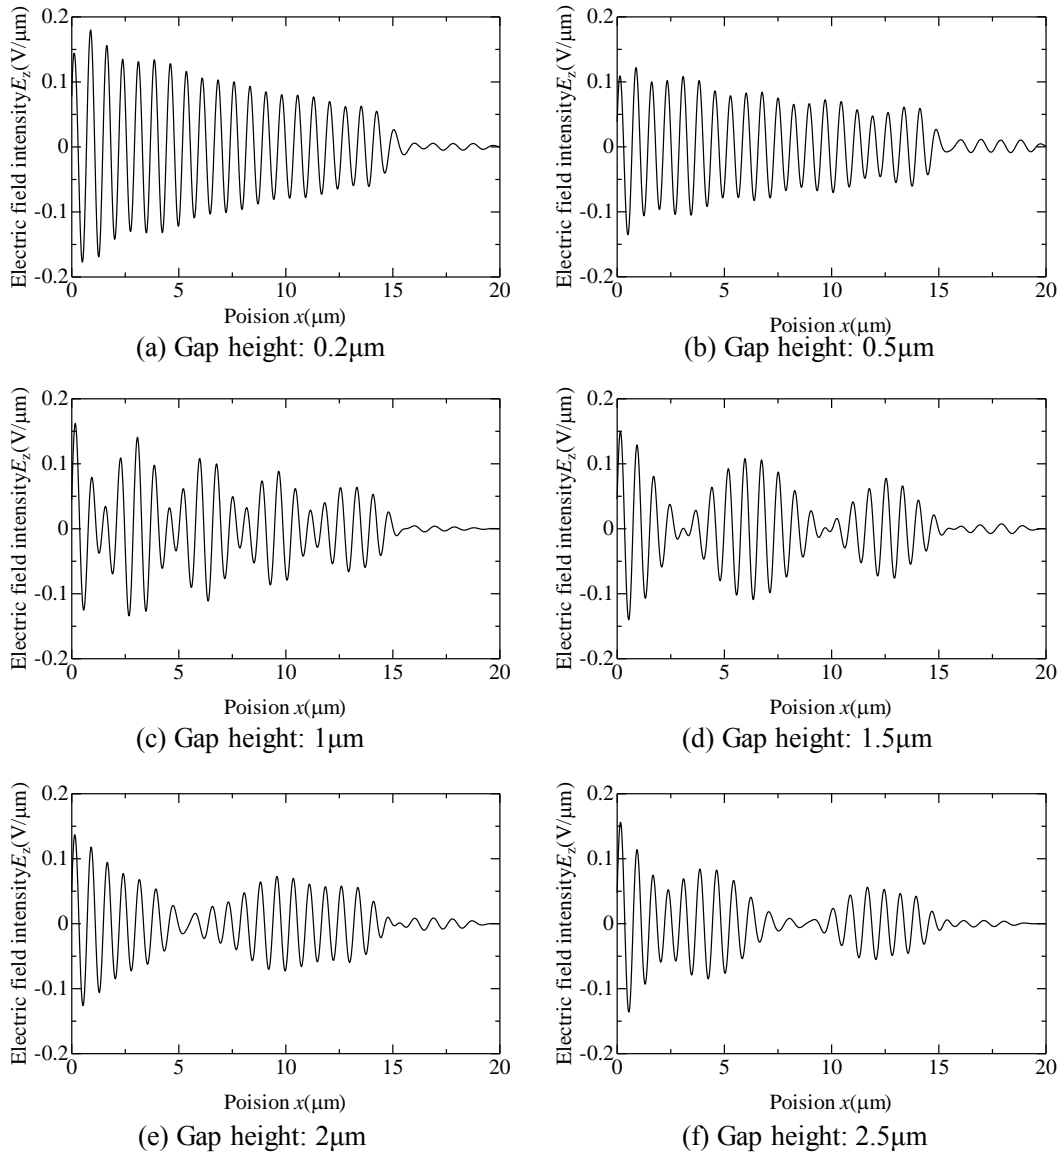 Electric field intensity Ez(V/μm)
0.2
0.1
0
-0.1
-0.2
0 5 10 15 20
Poision x(μm)
(a) Gap height: 0.2μm
Electric field intensity Ez(V/μm)
0.2
0.1
0
-0.1
-0.2
0 5 10 15 20
Poision x(μm)
(b) Gap height: 0.5μm
Electric field intensity Ez(V/μm)
0.2
0.1
0
-0.1
-0.2
0 5 10 15 20
Poision x(μm)
(c) Gap height: 1μm
Electric field intensity Ez(V/μm)
0.2
0.1
0
-0.1
-0.2
0 5 10 15 20
Poision x(μm)
(d) Gap height: 1.5μm
Electric field intensity Ez(V/μm)
0.2
0.1
0
-0.1
-0.2
0 5 10 15 20
Poision x(μm)
(e) Gap height: 2μm
Electric field intensity Ez(V/μm)
0.2
0.1
0
-0.1
-0.2
0 5 10 15 20
Poision x(μm)
(f) Gap height: 2.5μm